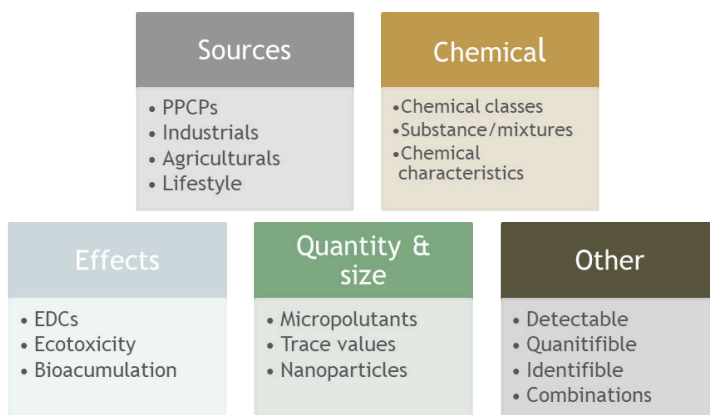 Sources
• PPCPs
• Industrials
• Agriculturals
• Lifestyle
Chemical
•Chemical classes
•Substance/mixtures
•Chemical
characteristics
Effects
• EDCs
• Ecotoxicity
• Bioacumulation
Quantity &
size
• Micropolutants
• Trace values
• Nanoparticles
Other
• Detectable
• Quanitifible
• Identifible
• Combinations